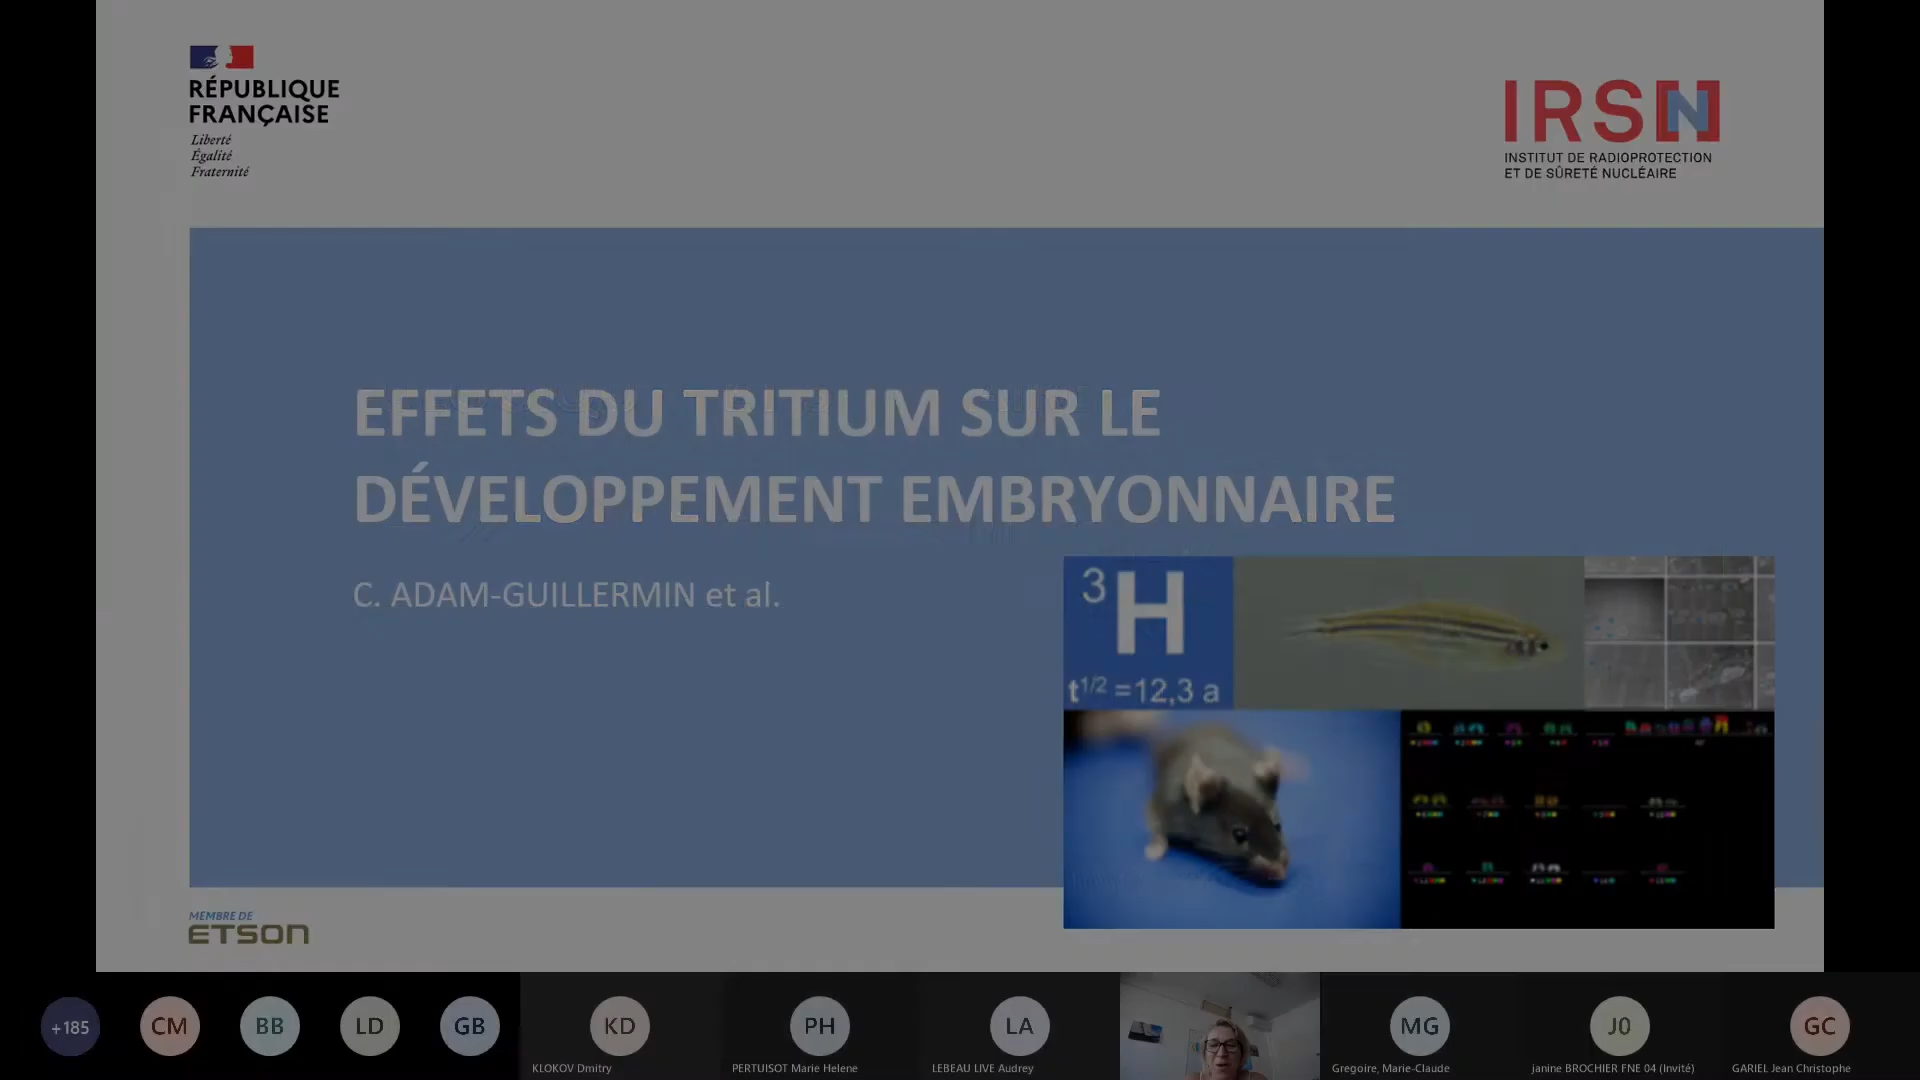 RÉPUBLIQUE
FRANÇAISE
Liberté
Égalité
Fraternité
IRSN
INSTITUT DE RADIOPROTECTION
ET DE SÛRETÉ NUCLÉAIRE
EFFETS DU TRITIUM SUR LE
DÉVELOPPEMENT EMBRYONNAIRE
C. ADAM-GUILLERMIN et al.
3H
t1/2 =12,3 a
MEMBRE DE
ETSON
+185
CM
BB
LD
GB
KD
PH
LA
MG
J0
GC
KLOKOV Dmitry
PERTUISOT Marie Helene
LEBEAU LIVE Audrey
Gregoire, Marie-Claude
janine BROCHIER FNE 04 (Invité)
GARIEL Jean Christophe